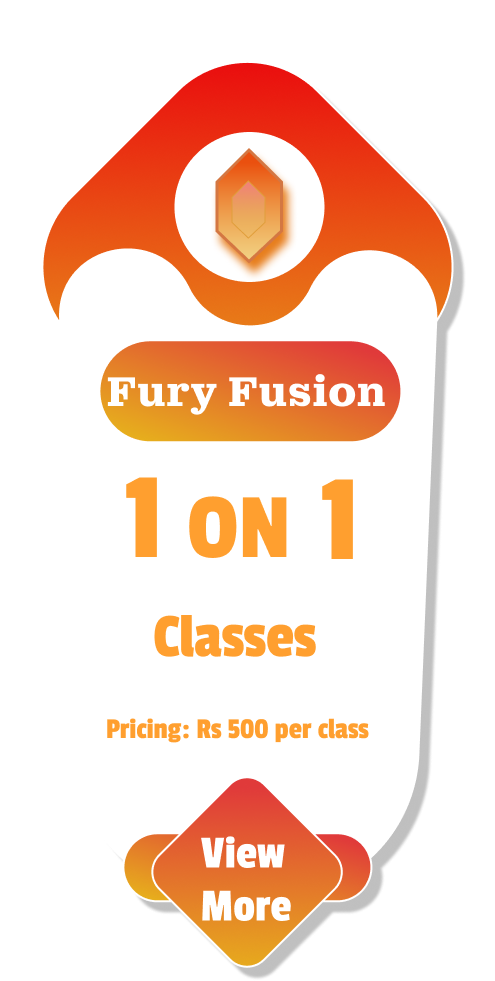 Fury Fusion
1 ON 1
Classes
Pricing: Rs 500 per class
View
More